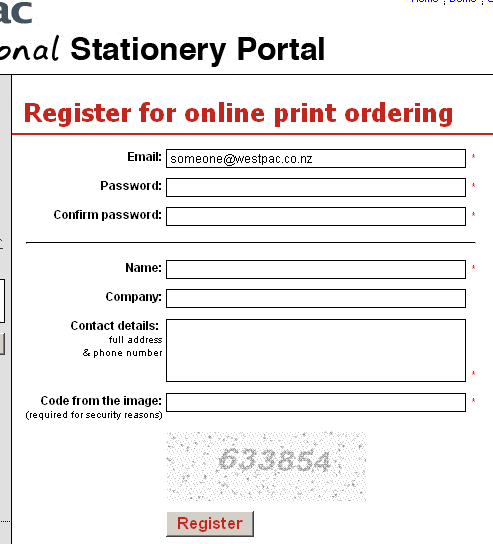 ac
Home Demo
onal Stationery Portal
Register for online print ordering
Email: someone@westpac.co.nz *
Password: *
Confirm password: *
Name: *
Company:
Contact details:
full address
& phone number
*
Code from the image: *
(required for security reasons)
633854
Register